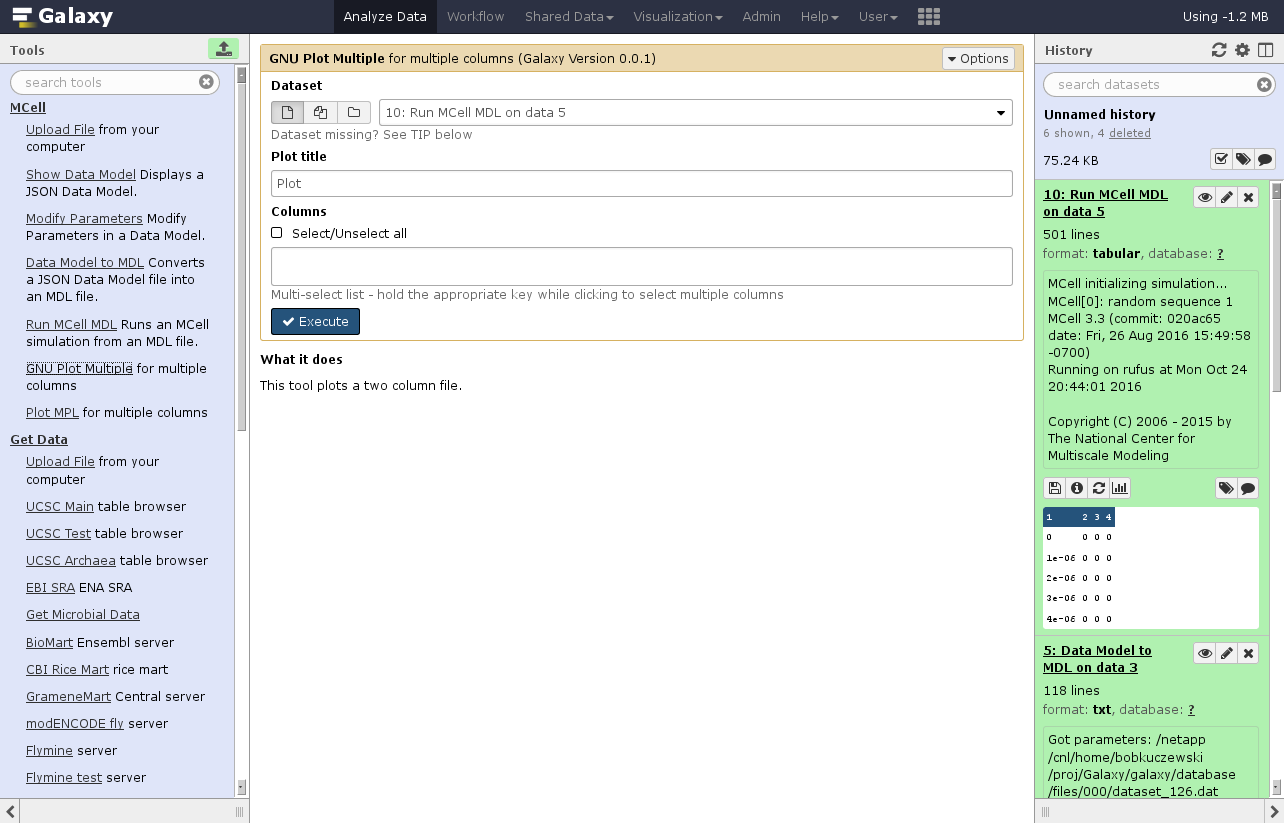 Galaxy
Analyze Data
Workflow
Shared Data
Visualization
Admin
Help
User
Using -1.2 MB
Tools
search tools
MCell
Upload File from your
computer
Show Data Model Displays a
JSON Data Model.
Modify Parameters Modify
Parameters in a Data Model.
Data Model to MDL Converts
a JSON Data Model file into
an MDL file.
Run MCell MDL Runs an MCell
simulation from an MDL file.
GNU Plot Multiple for multiple
columns
Plot MPL for multiple columns
Get Data
Upload File from your
computer
UCSC Main table browser
UCSC Test table browser
UCSC Archaea table browser
EBI SRA ENA SRA
Get Microbial Data
BioMart Ensembl server
CBI Rice Mart rice mart
GrameneMart Central server
modENCODE fly server
Flymine server
Flymine test server
GNU Plot Multiple for multiple columns (Galaxy Version 0.0.1)
Options
Dataset
10: Run MCell MDL on data 5
Dataset missing? See TIP below
Plot title
Plot
Columns
Select/Unselect all
Multi-select list - hold the appropriate key while clicking to select multiple columns
Execute
What it does
This tool plots a two column file.
History
search datasets
Unnamed history
6 shown, 4 deleted
75.24 KB
10: Run MCell MDL
on data 5
501 lines
format: tabular, database: ?
MCell initializing simulation...
MCell[0]: random sequence 1
MCell 3.3 (commit: 020ac65
date: Fri, 26 Aug 2016 15:49:58
-0700)
Running on rufus at Mon Oct 24
20:44:01 2016
Copyright (C) 2006 - 2015 by
The National Center for
Multiscale Modeling
1 2 3 4
0 0 0 0
1e-06 0 0 0
2e-06 0 0 0
3e-06 0 0 0
4e-06 0 0 0
5: Data Model to
MDL on data 3
118 lines
format: txt, database: ?
Got parameters: /netapp
/cnl/home/bobkuczewski
/proj/Galaxy/galaxy/database
/files/000/dataset_126.dat